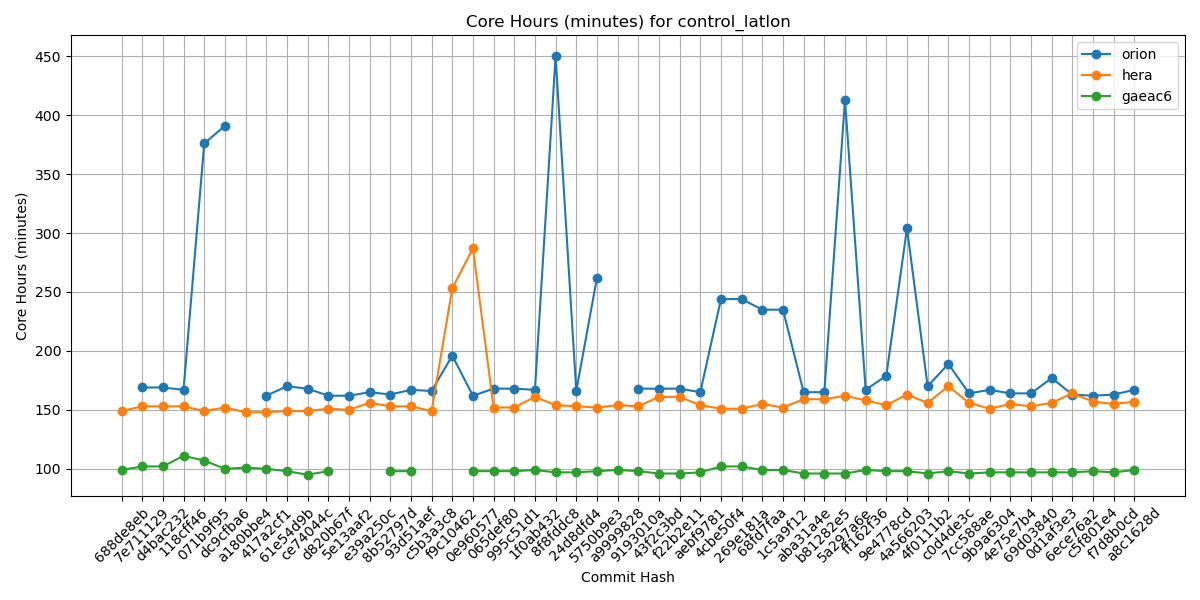 Core Hours (minutes) for control_latlon
orion
hera
gaeac6
Core Hours (minutes)
450
400
350
300
250
200
150
100
688de8eb
7e711129
d4bac232
118cff46
071b9f95
dc9cfba6
a180bbe4
417a2cf1
61e54d9b
ce74044c
d820b67f
5e13aaf2
e39a250c
8b52797d
93d51aef
c5b3a3c8
f9c10462
0e960577
065def80
995c51d1
1f0ab432
8f8fddc8
24d8dfd4
5750b9e3
a9999828
9193010a
43f253bd
f22b2e11
aebf9781
4cbe50f4
269e181a
68fd7faa
1c5a9f12
aba31a4e
b81282e5
5a297a6e
ff162f36
9e4778cd
4a566203
4f011b2
c0d4de3c
7cc588ae
9b9a6304
4e75e7b4
69d03840
0d1af3e3
6ece76a2
c5f801e4
f7d8b0cd
a8c1628d
Commit Hash